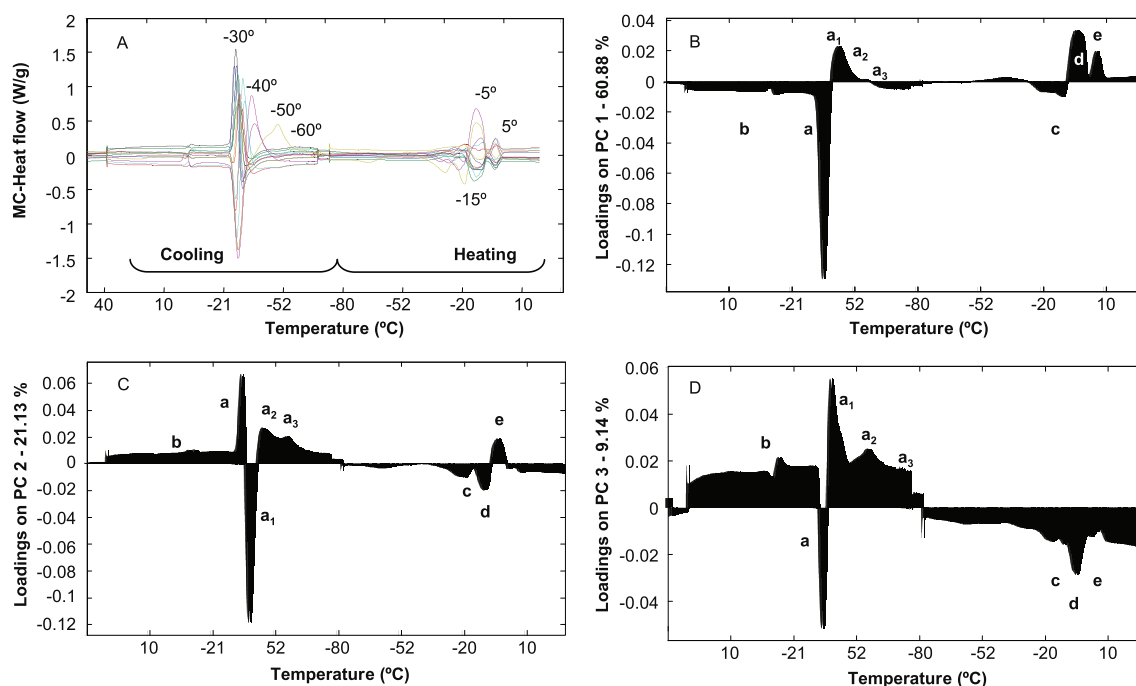 A
MC-Heat flow (W/g)
2
1.5
1
0.5
0
-0.5
-1
-1.5
-2
-30º
-40º
-50º
-60º
-5º
5º
-15º
Cooling
Heating
40 10 -21 -52 -80 -52 -20 10
Temperature (ºC)
B
Loadings on PC 1 - 60.88 %
0.04
0.02
0
-0.02
-0.04
-0.06
-0.08
-0.1
-0.12
a1
a2
a3
d
e
b
a
c
10 -21 52 -80 -52 -20 10
Temperature (ºC)
C
Loadings on PC 2 - 21.13 %
0.06
0.04
0.02
0
-0.02
-0.04
-0.06
-0.08
-0.1
-0.12
a
b
a2
a3
e
c
d
a1
10 -21 52 -80 -52 -20 10
Temperature (ºC)
D
Loadings on PC 3 - 9.14 %
0.06
0.04
0.02
0
-0.02
-0.04
a1
b
a2
a3
a
c
e
d
10 -21 52 -80 -52 -20 10
Temperature (ºC)